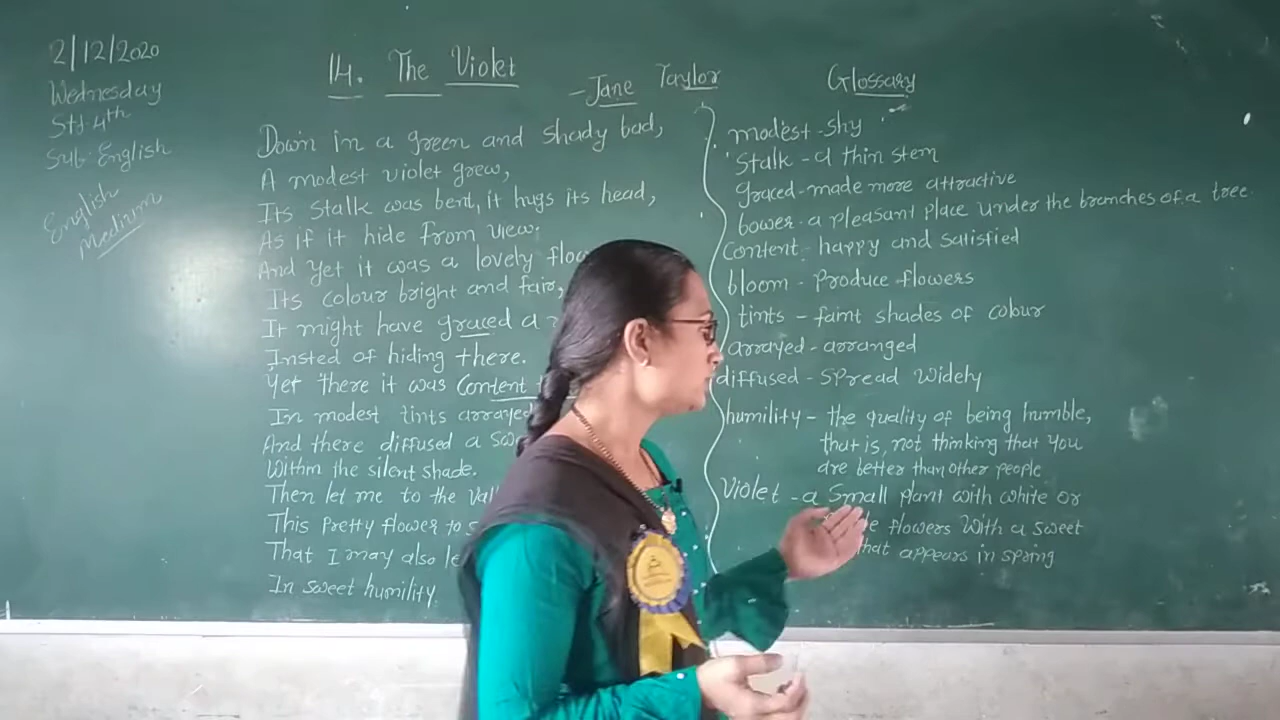 2/12/2020
Wednesday
Std 4th
Sub: English
English
Medium
14. The Violet
- Jane Taylor
Down in a green and shady bad,
A modest violet grew,
Its stalk was bent, it hugs its head,
As if it hide from view.
And yet it was a lovely
Its colour bright and fair,
It might have graced a
Insted of hiding there.
Yet there it was Content
In modest tints arrayed
And there diffused a
Within the silent shade.
Then let me to the
This pretty flower to
That I may also
In sweet humility.
Glossary
modest - shy
Stalk - a thin stem
graced - made more attractive
bower - a pleasant place under the branches of a tree.
Content - happy and satisfied
bloom - Produce flowers
tints - faint shades of colour
arrayed - arranged
diffused - spread widely
humility - the quality of being humble,
that is, not thinking that you
are better than other people
Violet - a small plant with white or
flowers with a sweet
that appears in spring